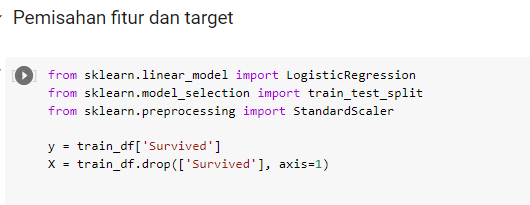 Pemisahan fitur dan target
from sklearn.linear_model import LogisticRegression
from sklearn.model_selection import train_test_split
from sklearn.preprocessing import StandardScaler
y = train_df['Survived']
X = train_df.drop(['Survived'], axis=1)